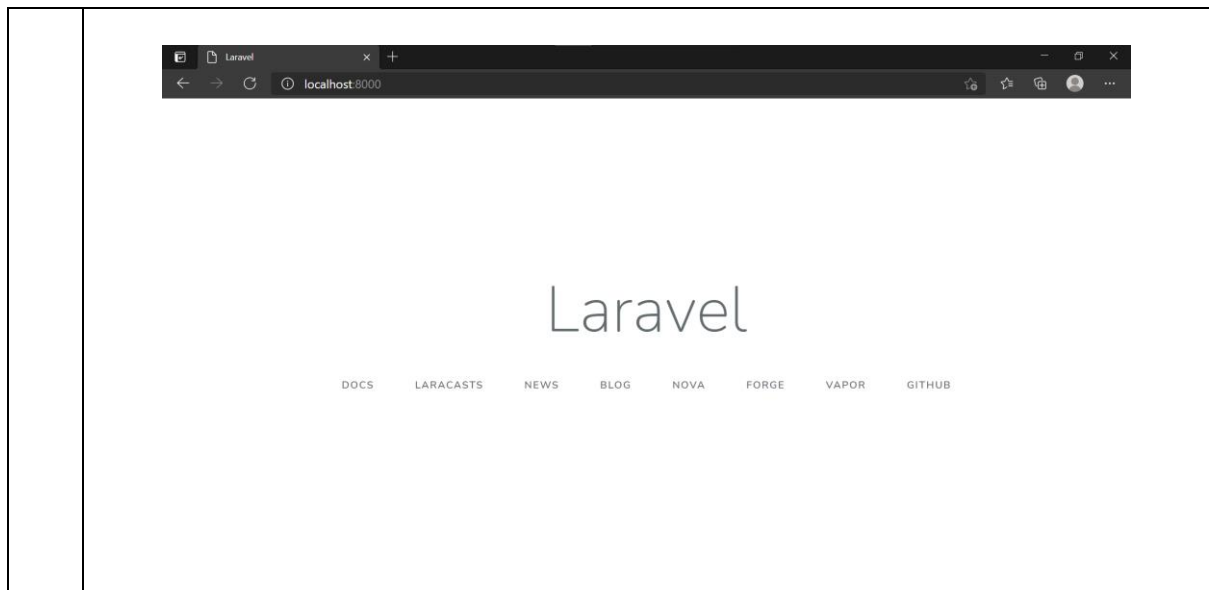 Laravel
localhost:8000
Laravel
DOCS LARACASTS NEWS BLOG NOVA FORGE VAPOR GITHUB